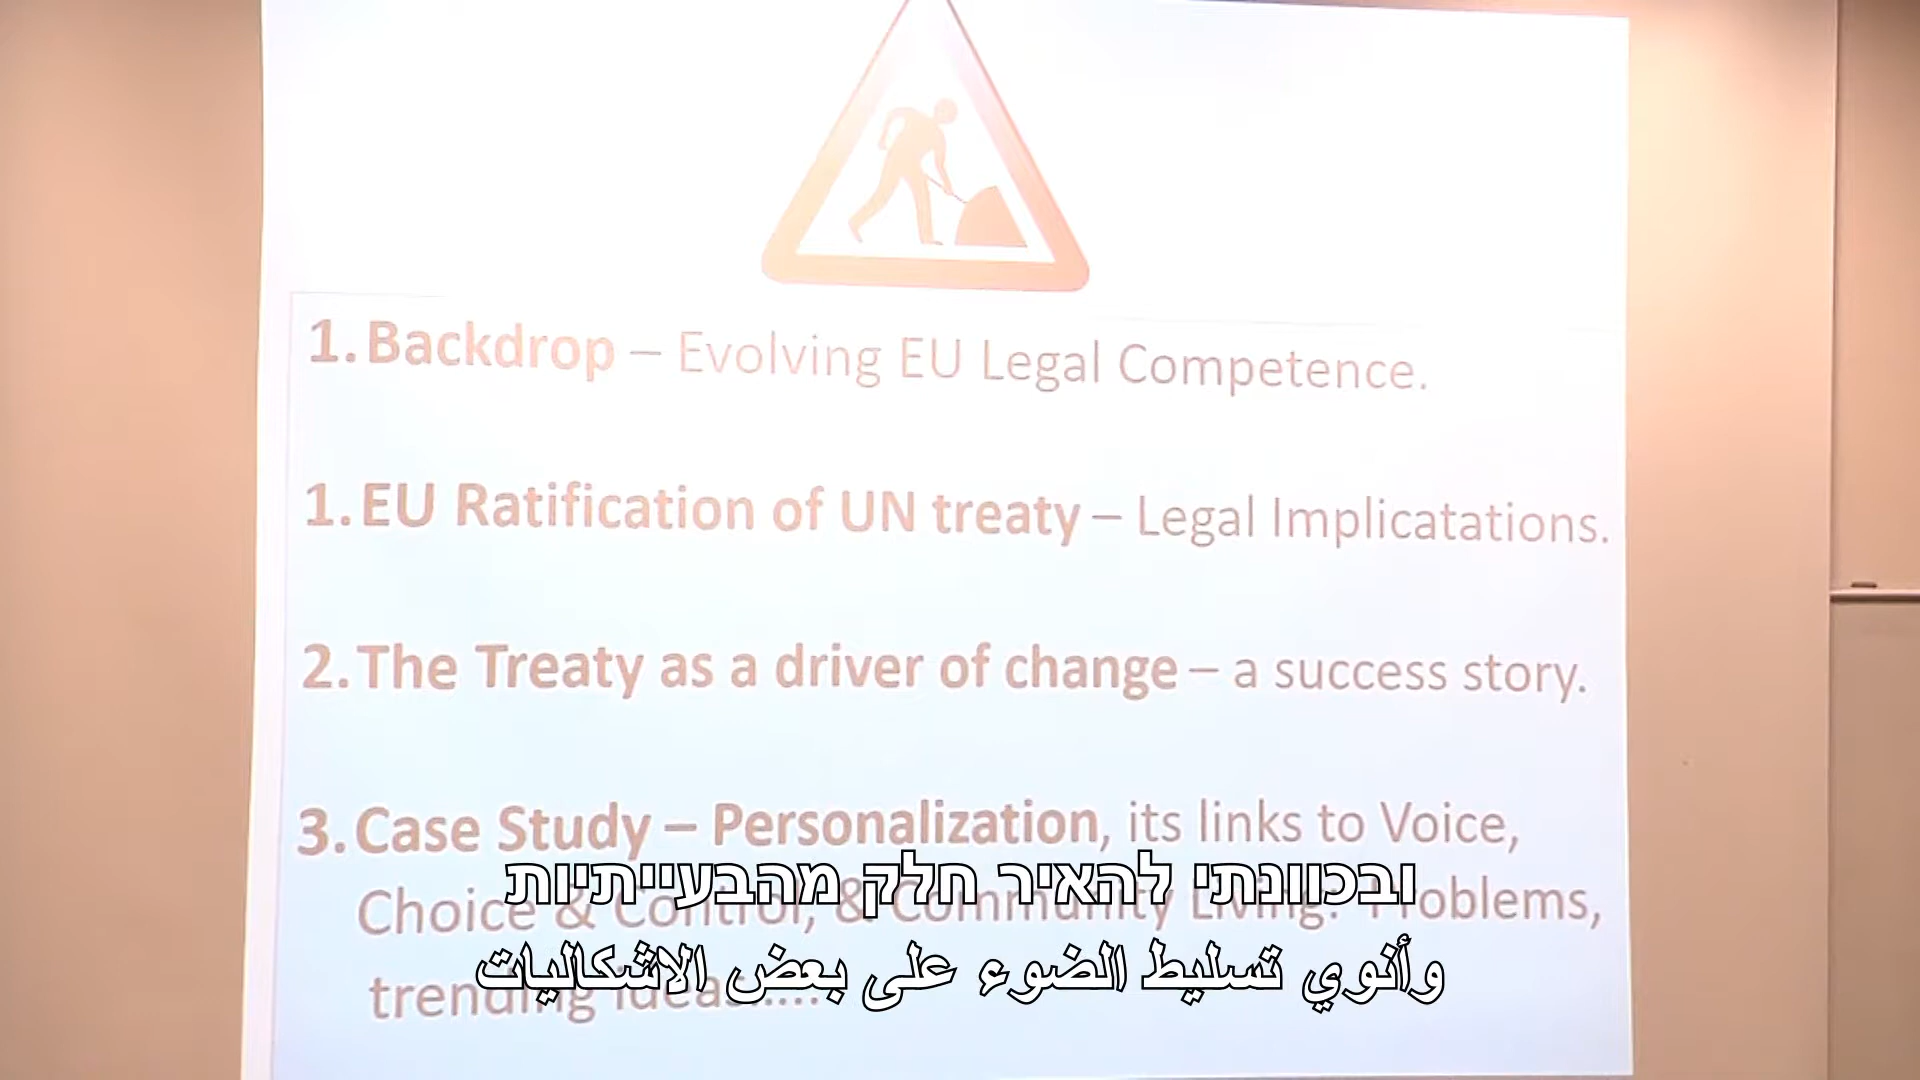 1. Backdrop – Evolving EU Legal Competence.
1. EU Ratification of UN treaty – Legal Implicatations.
2. The Treaty as a driver of change – a success story.
3. Case Study – Personalization, its links to Voice,
Choice & Control, & Community Living: Problems,
trending ideas....
ובכוונתי להאיר חלק מהבעייתיות
وأنوي تسليط الضوء على بعض الاشكاليات